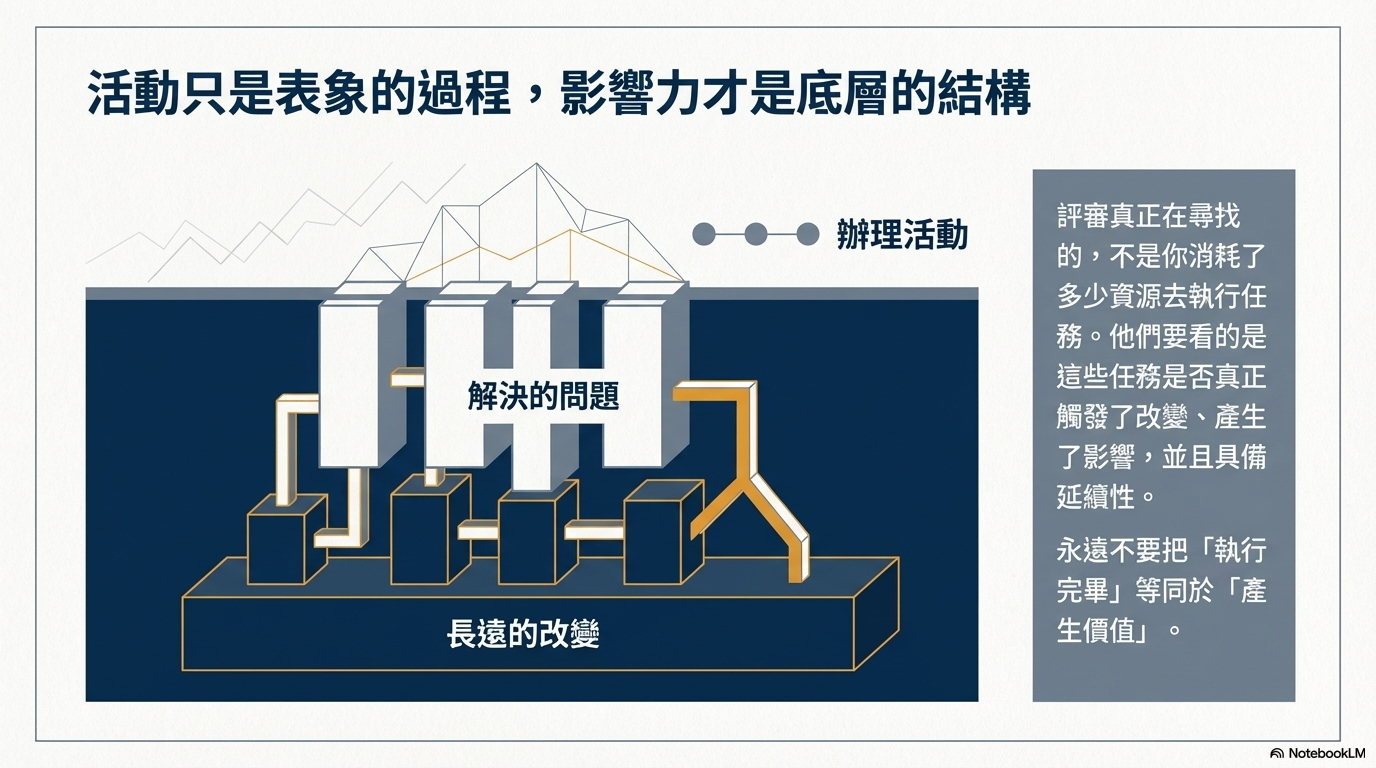 活動只是表象的過程，影響力才是底層的結構
辦理活動
解決的問題
長遠的改變
評審真正在尋找
的，不是你消耗了
多少資源去執行任
務。他們要看的是
這些任務是否真正
觸發了改變、產生
了影響，並且具備
延續性。
永遠不要把「執行
完畢」等同於「產
生價值」。
NotebookLM